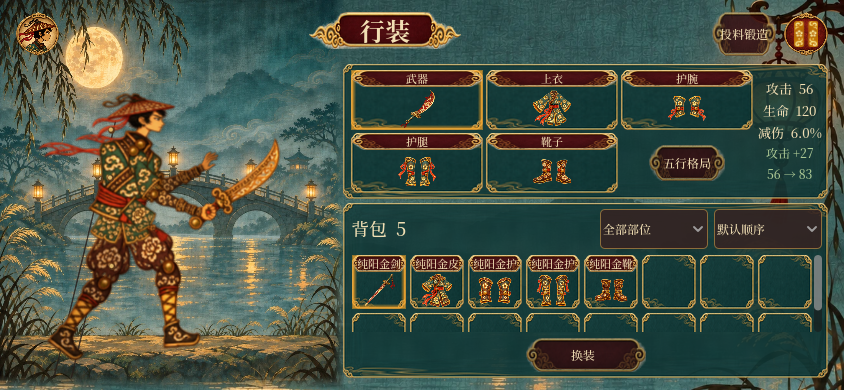 行装
投料锻造
武器
上衣
护腕
护腿
靴子
攻击 56
生命 120
减伤 6.0%
攻击 +27
56 → 83
五行格局
背包 5
全部部位
默认顺序
纯阳金剑
纯阳金皮
纯阳金护
纯阳金护
纯阳金靴
换装